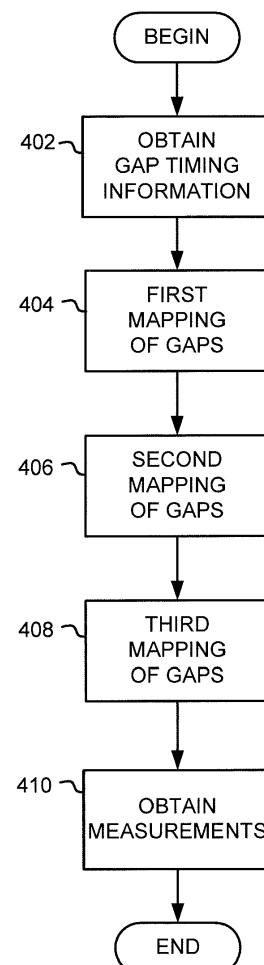 BEGIN
402
OBTAIN
GAP TIMING
INFORMATION
404
FIRST
MAPPING
OF GAPS
406
SECOND
MAPPING
OF GAPS
408
THIRD
MAPPING
OF GAPS
410
OBTAIN
MEASUREMENTS
END